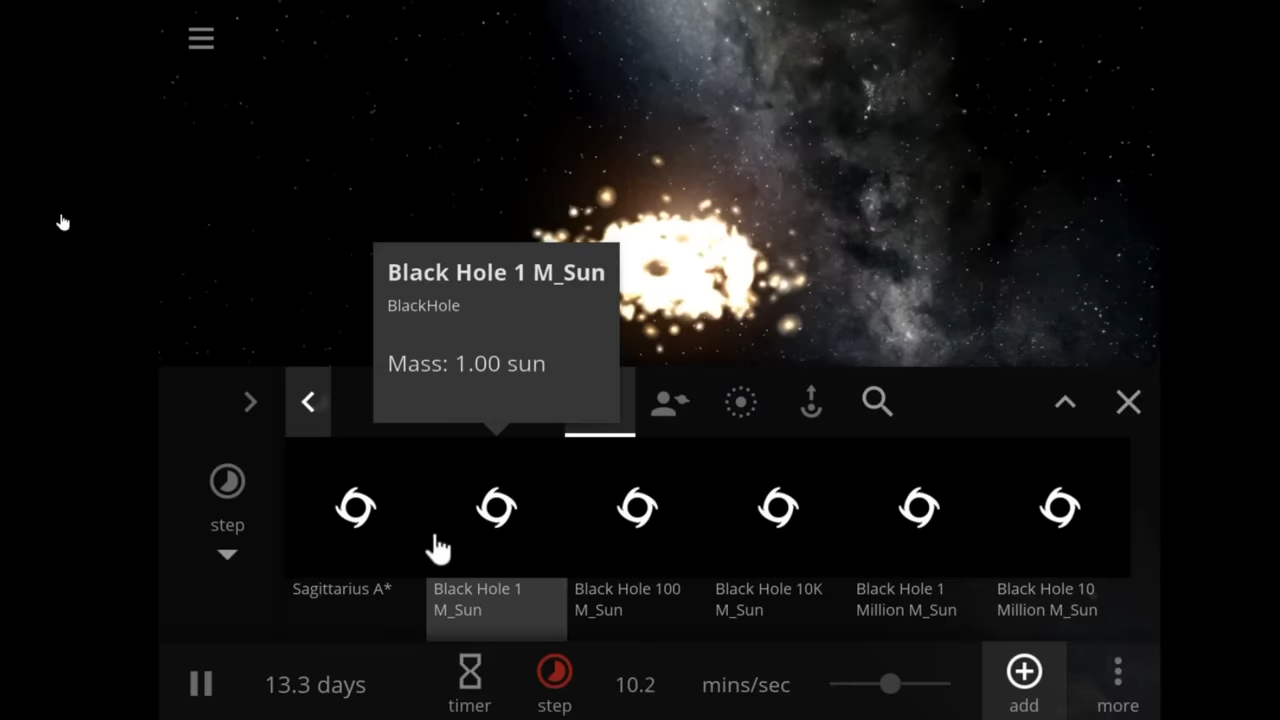 Black Hole 1 M_Sun
BlackHole
Mass: 1.00 sun
step
Sagittarius A*
Black Hole 1
M_Sun
Black Hole 100
M_Sun
Black Hole 10K
M_Sun
Black Hole 1
Million M_Sun
Black Hole 10
Million M_Sun
13.3 days
timer
step
10.2
mins/sec
add
more